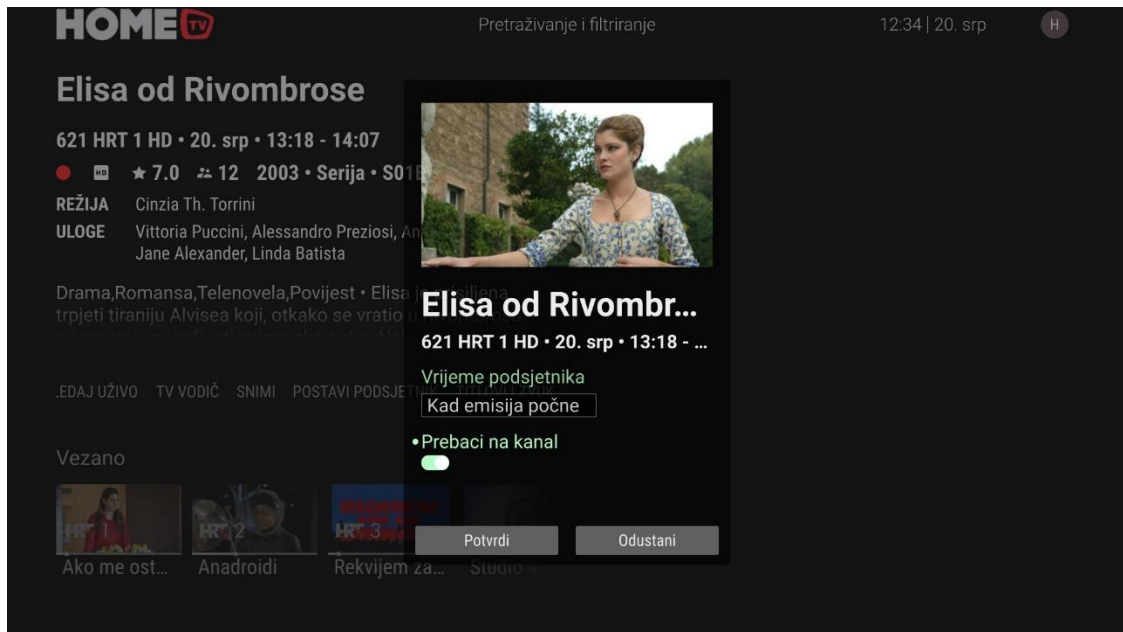 HOME TV
Pretraživanje i filtriranje
12:34 | 20. srp
H
Elisa od Rivombrose
621 HRT 1 HD • 20. srp • 13:18 - 14:07
HD ★ 7.0 12 2003 • Serija •
REŽIJA Cinzia Th. Torrini
ULOGE Vittoria Puccini, Alessandro Preziosi,
Jane Alexander, Linda Batista
Drama,Romansa,Telenovela,Povijest • Elisa
trpjeti tiraniju Alvisea koji, otkako se vratio
LEDAJ UŽIVO TV VODIČ SNIMI POSTAVI PODSJETNIK
Vezano
HRT 1
HRT 2
HRT 3
Ako me ost...
Anadroidi
Rekvijem za...
Studio 4
Elisa od Rivombr...
621 HRT 1 HD • 20. srp • 13:18 - ...
Vrijeme podsjetnika
Kad emisija počne
•Prebaci na kanal
Potvrdi
Odustani